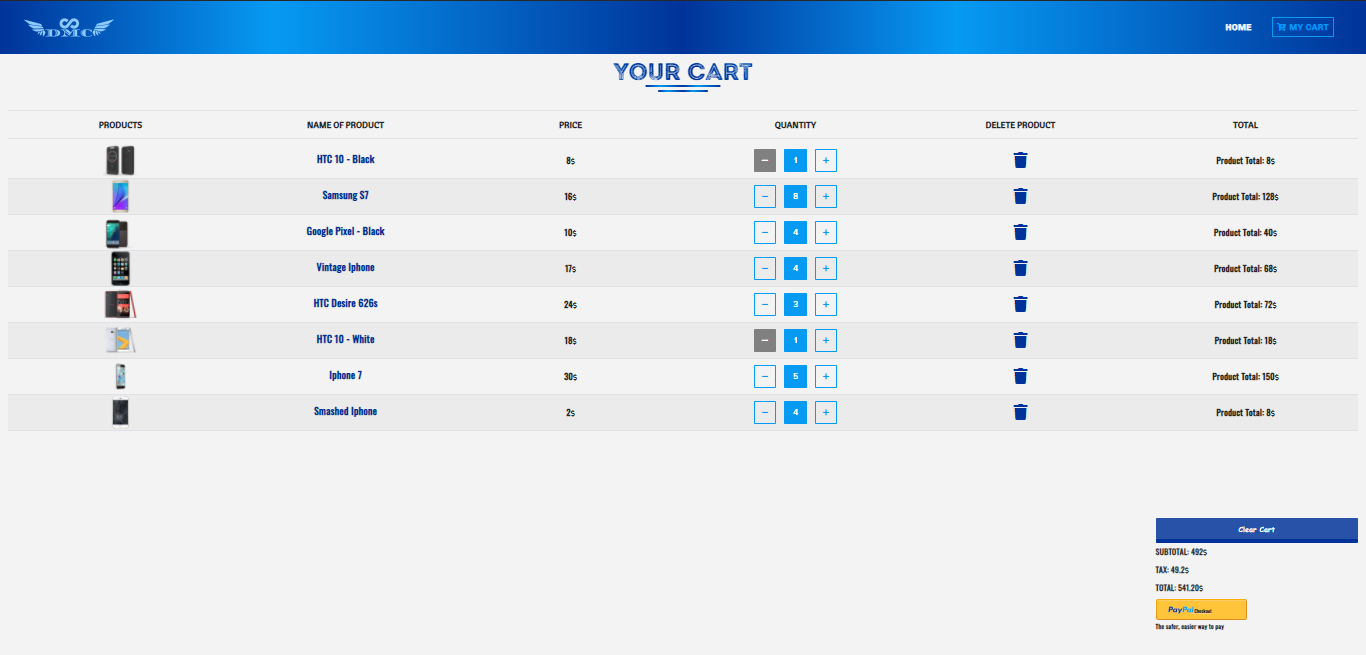 DMC
HOME MY CART
YOUR CART
PRODUCTS NAME OF PRODUCT PRICE QUANTITY DELETE PRODUCT TOTAL
HTC 10 - Black 8$ − 1 + Product Total: 8$
Samsung S7 16$ − 8 + Product Total: 128$
Google Pixel - Black 10$ − 4 + Product Total: 40$
Vintage Iphone 17$ − 4 + Product Total: 68$
HTC Desire 626s 24$ − 3 + Product Total: 72$
HTC 10 - White 18$ − 1 + Product Total: 18$
Iphone 7 30$ − 5 + Product Total: 150$
Smashed Iphone 2$ − 4 + Product Total: 8$
Clear Cart
SUBTOTAL: 492$
TAX: 49.2$
TOTAL: 541.20$
PayPal Checkout
The safer, easier way to pay